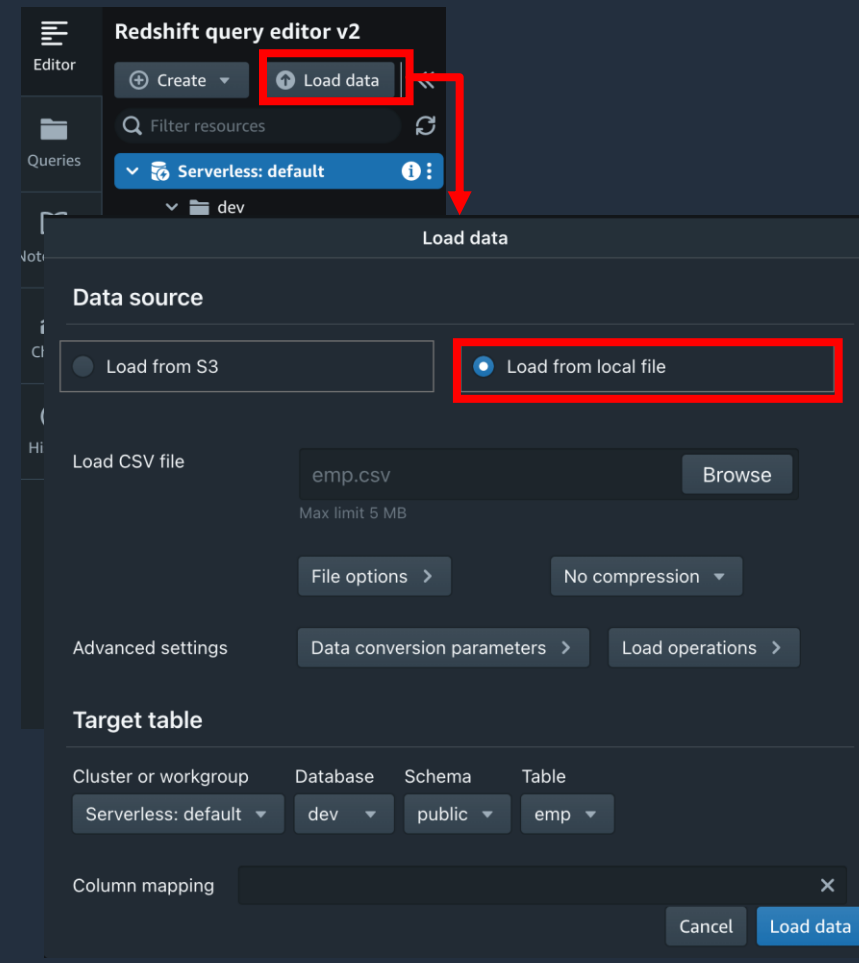 Redshift query editor v2
Editor
Create
Load data
Filter resources
Queries
Serverless: default
dev
Load data
Data source
Load from S3
Load from local file
Load CSV file
emp.csv
Browse
Max limit 5 MB
File options
No compression
Advanced settings
Data conversion parameters
Load operations
Target table
Cluster or workgroup Database Schema Table
Serverless: default dev public emp
Column mapping
Cancel
Load data